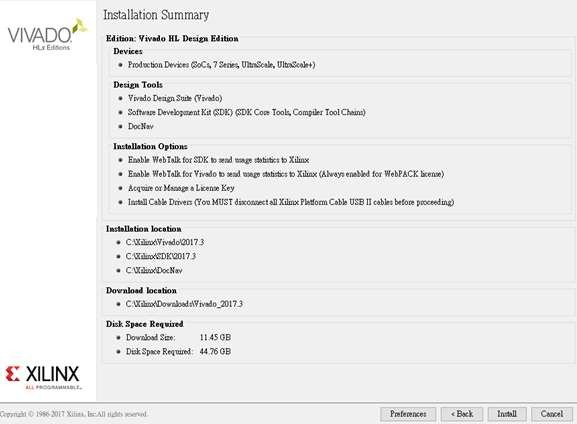 VIVADO
HLx Editions
Installation Summary
Edition: Vivado HL Design Edition
Devices
Production Devices (SoCs, 7 Series, UltraScale, UltraScale+)
Design Tools
Vivado Design Suite (Vivado)
Software Development Kit (SDK) (SDK Core Tools, Compiler Tool Chains)
DocNav
Installation Options
Enable WebTalk for SDK to send usage statistics to Xilinx
Enable WebTalk for Vivado to send usage statistics to Xilinx (Always enabled for WebPACK license)
Acquire or Manage a License Key
Install Cable Drivers (You MUST disconnect all Xilinx Platform Cable USB II cables before proceeding)
Installation location
C:\Xilinx\Vivado\2017.3
C:\Xilinx\SDK\2017.3
C:\Xilinx\DocNav
Download location
C:\Xilinx\Downloads\Vivado_2017.3
Disk Space Required
Download Size: 11.45 GB
Disk Space Required: 44.76 GB
XILINX
ALL PROGRAMMABLE
Copyright © 1986-2017 Xilinx, Inc.All rights reserved.
Preferences < Back Install Cancel